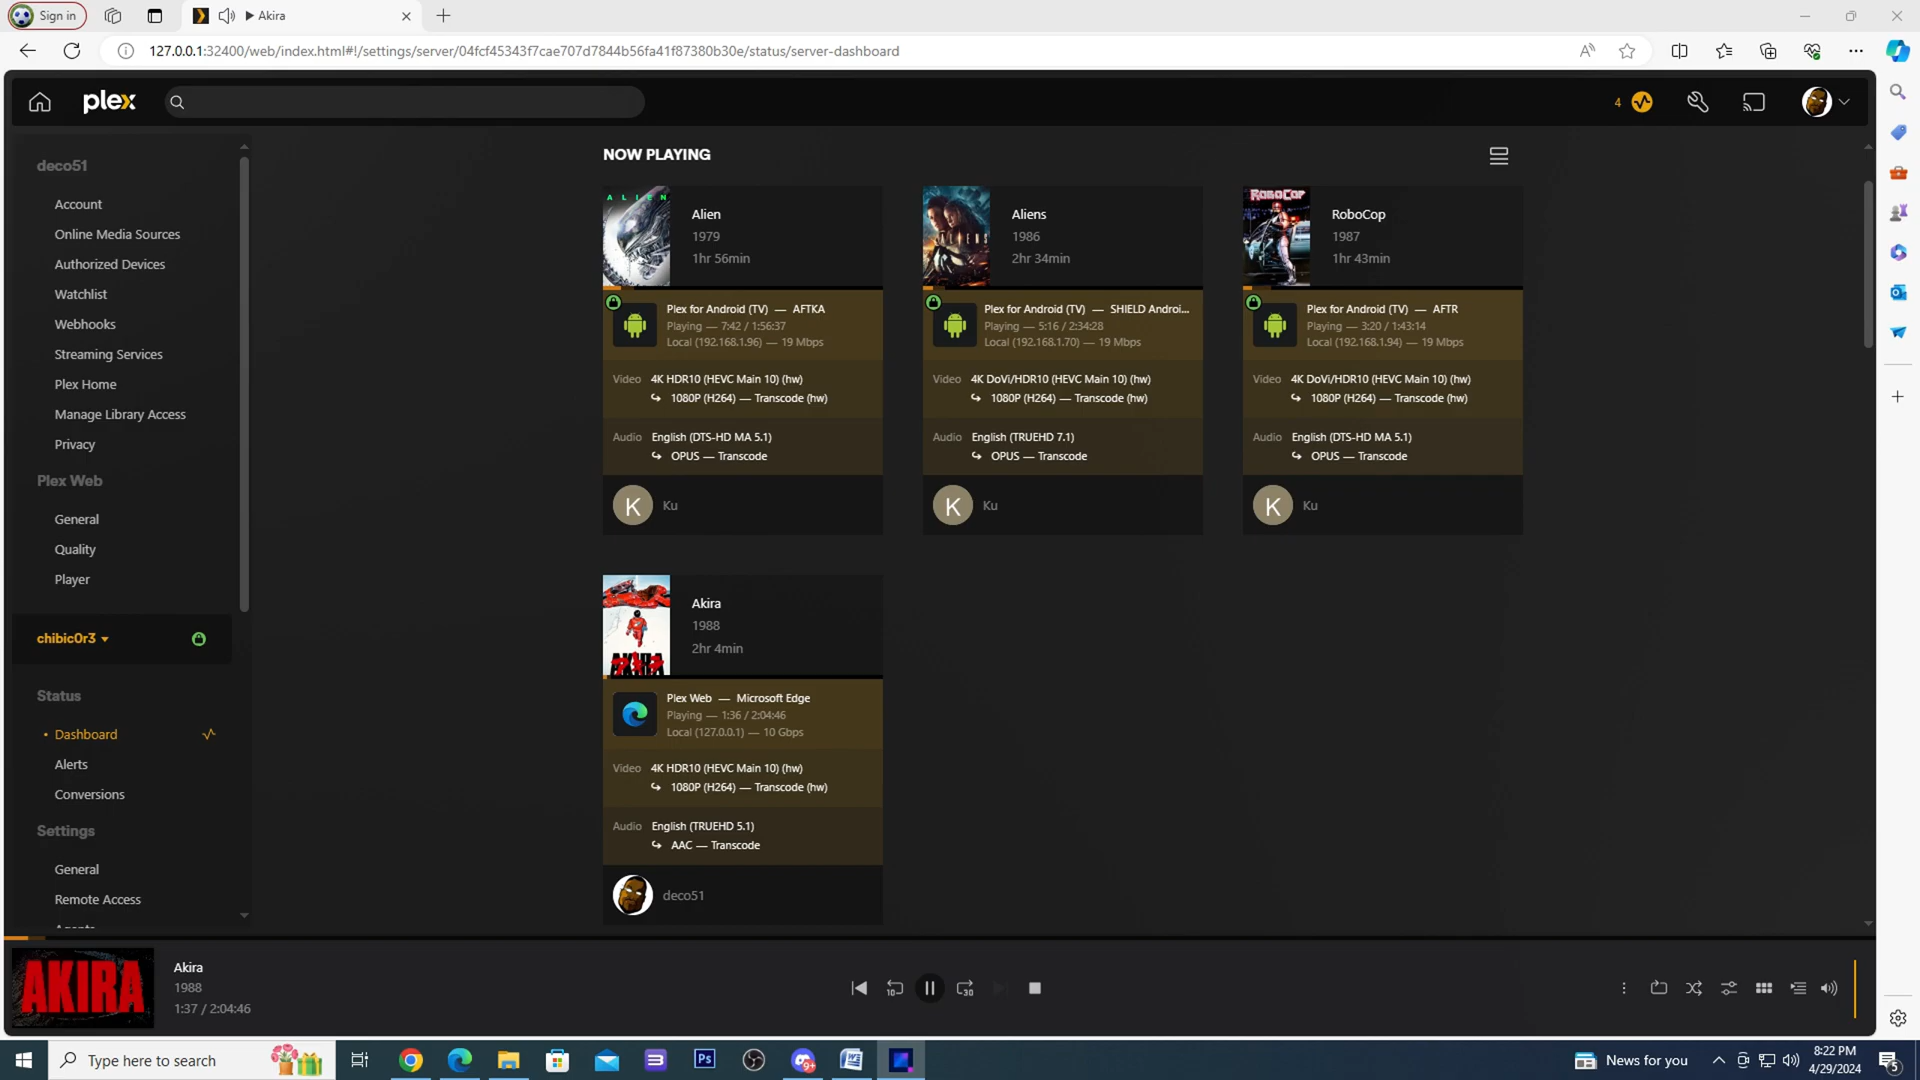 Sign in
Akira
127.0.0.1:32400/web/index.html#!/settings/server/04fcf45343f7cae707d7844b56fa41f87380b30e/status/server-dashboard
plex
4
deco51
Account
Online Media Sources
Authorized Devices
Watchlist
Webhooks
Streaming Services
Plex Home
Manage Library Access
Privacy
Plex Web
General
Quality
Player
chibic0r3
Status
Dashboard
Alerts
Conversions
Settings
General
Remote Access
Agents
NOW PLAYING
ALIEN
Alien
1979
1hr 56min
Plex for Android (TV) — AFTKA
Playing — 7:42 / 1:56:37
Local (192.168.1.96) — 19 Mbps
Video 4K HDR10 (HEVC Main 10) (hw)
1080P (H264) — Transcode (hw)
Audio English (DTS-HD MA 5.1)
OPUS — Transcode
K Ku
ALIENS
Aliens
1986
2hr 34min
Plex for Android (TV) — SHIELD Androi...
Playing — 5:16 / 2:34:28
Local (192.168.1.70) — 19 Mbps
Video 4K DoVi/HDR10 (HEVC Main 10) (hw)
1080P (H264) — Transcode (hw)
Audio English (TRUEHD 7.1)
OPUS — Transcode
K Ku
ROBOCOP
RoboCop
1987
1hr 43min
Plex for Android (TV) — AFTR
Playing — 3:20 / 1:43:14
Local (192.168.1.94) — 19 Mbps
Video 4K DoVi/HDR10 (HEVC Main 10) (hw)
1080P (H264) — Transcode (hw)
Audio English (DTS-HD MA 5.1)
OPUS — Transcode
K Ku
AKIRA
Akira
1988
2hr 4min
Plex Web — Microsoft Edge
Playing — 1:36 / 2:04:46
Local (127.0.0.1) — 10 Gbps
Video 4K HDR10 (HEVC Main 10) (hw)
1080P (H264) — Transcode (hw)
Audio English (TRUEHD 5.1)
AAC — Transcode
deco51
AKIRA
Akira
1988
1:37 / 2:04:46
10
30
Type here to search
Ps
9+
News for you
8:22 PM
4/29/2024
5